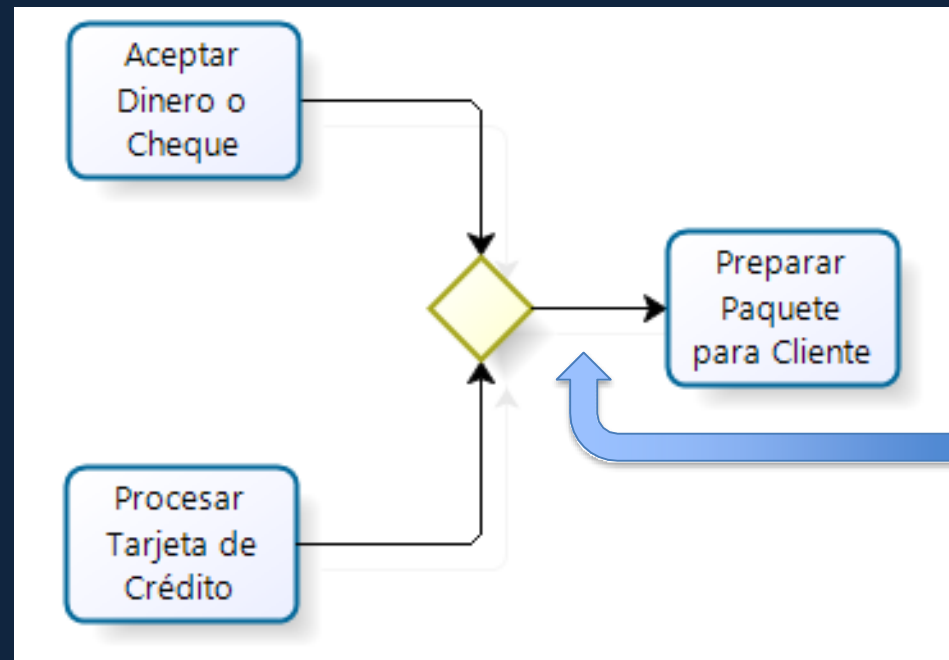 Aceptar
Dinero o
Cheque
Preparar
Paquete
para Cliente
Procesar
Tarjeta de
Crédito